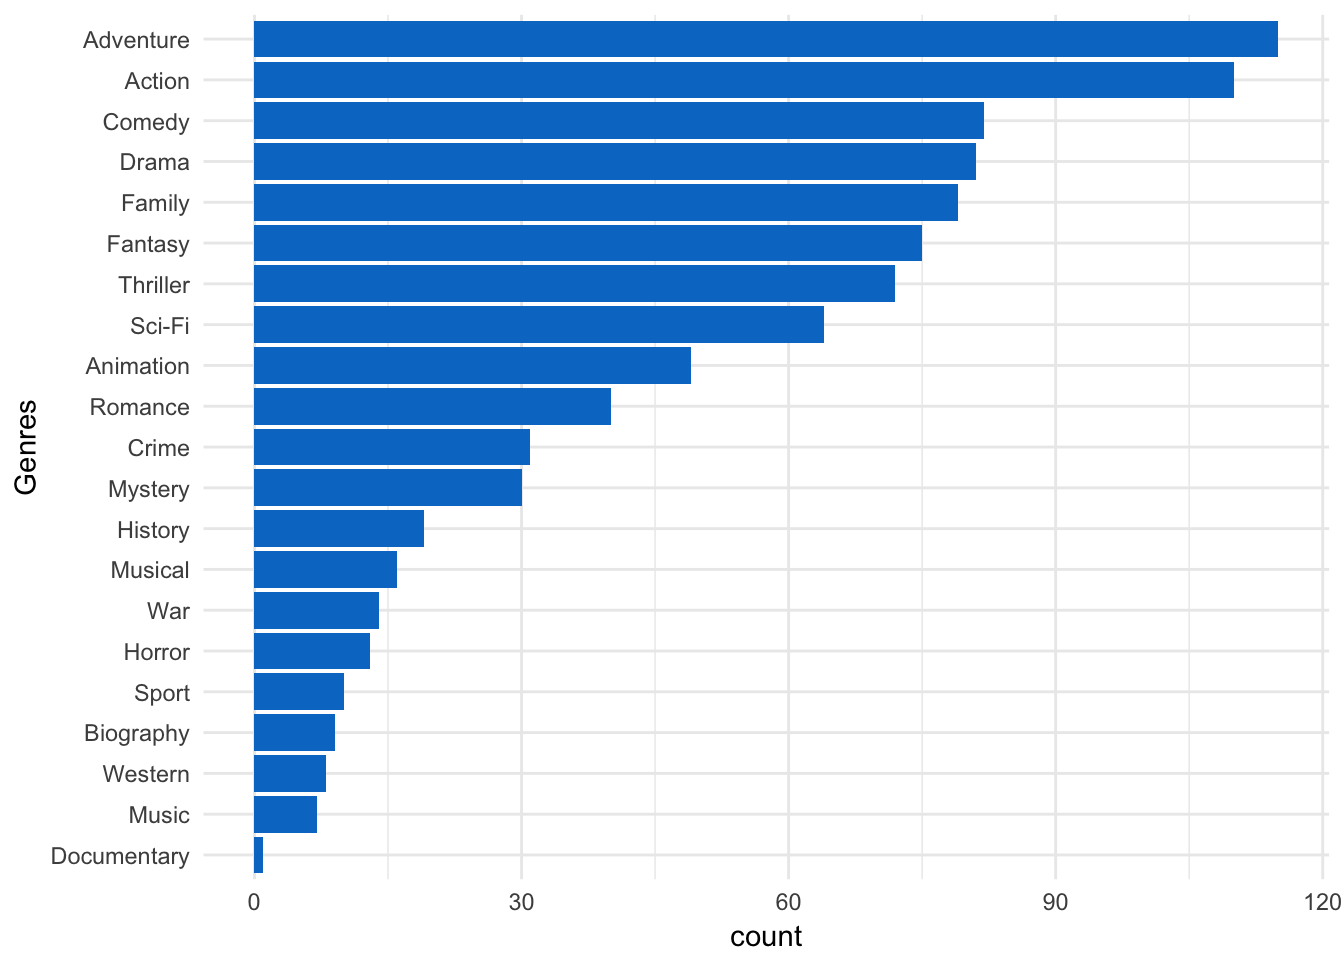 Genres
Adventure
Action
Comedy
Drama
Family
Fantasy
Thriller
Sci-Fi
Animation
Romance
Crime
Mystery
History
Musical
War
Horror
Sport
Biography
Western
Music
Documentary
0 30 60 90 120
count